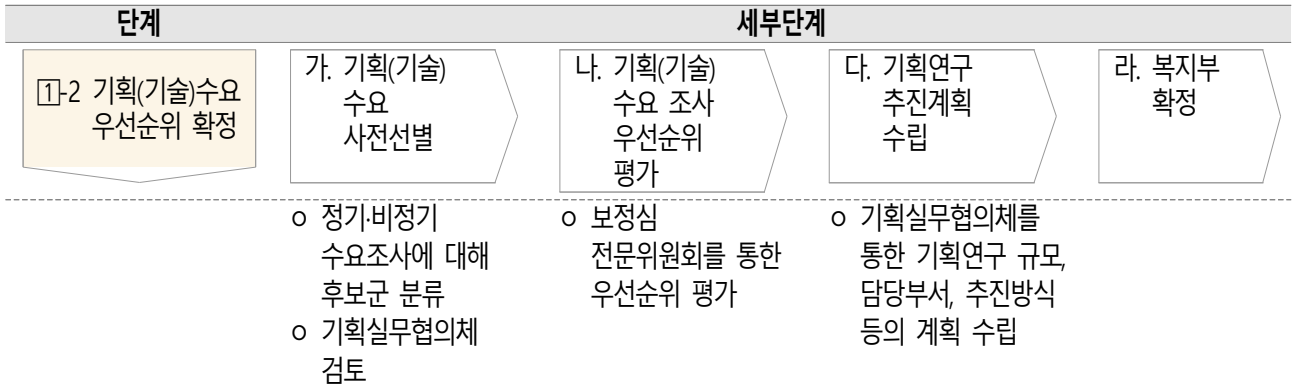 단계
세부단계
1-2 기획(기술)수요
우선순위 확정
가. 기획(기술)
수요
사전선별
나. 기획(기술)
수요 조사
우선순위
평가
다. 기획연구
추진계획
수립
라. 복지부
확정
ㅇ 정기·비정기
수요조사에 대해
후보군 분류
ㅇ 기획실무협의체
검토
ㅇ 보정심
전문위원회를 통한
우선순위 평가
ㅇ 기획실무협의체를
통한 기획연구 규모,
담당부서, 추진방식
등의 계획 수립